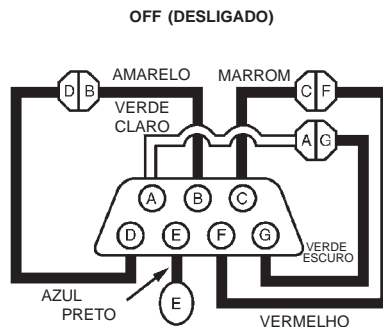 OFF (DESLIGADO)
AMARELO
MARROM
D B
C F
VERDE
CLARO
A G
A B C
D E F G
VERDE
ESCURO
AZUL
PRETO
E
VERMELHO